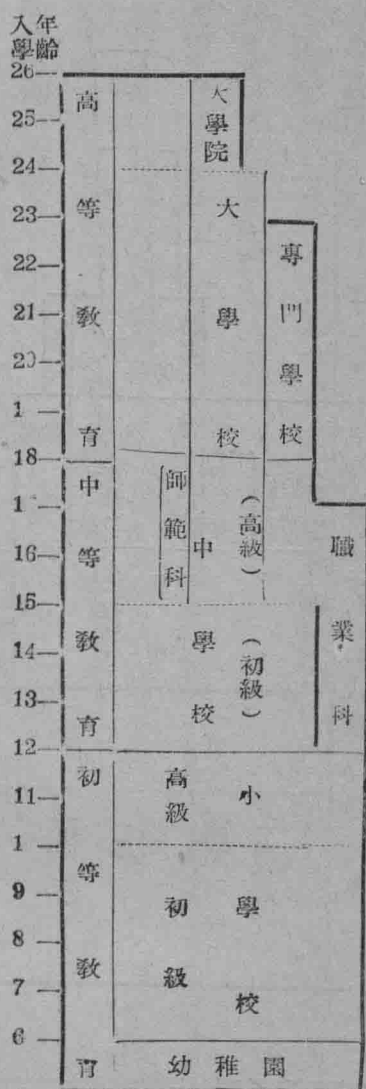 入學年齡
26
25
24
23
22
21
20
1
18
1
16
15
14
13
12
11
1
9
8
7
6
高等教育
中等教育
初等教育
大學院
大學校
專門學校
師範科
中學校
（高級）
（初級）
職業科
小學校
高級
初級
幼稚園